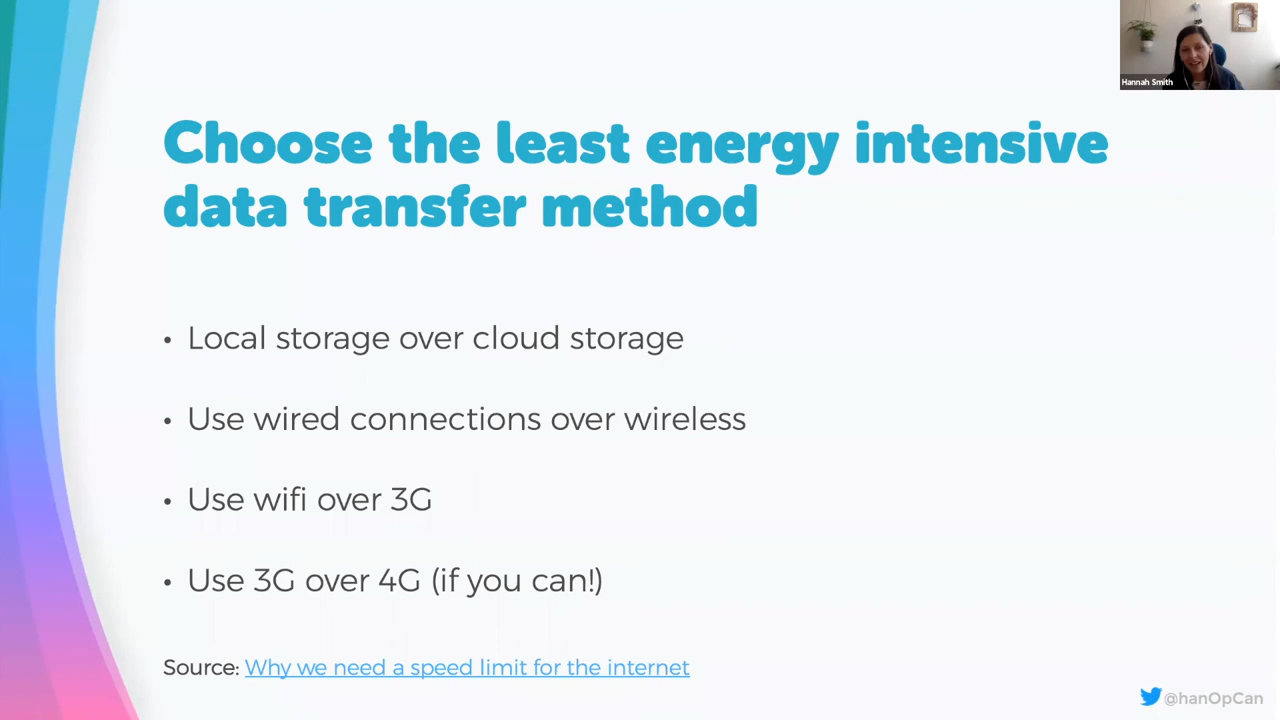 Hannah Smith
Choose the least energy intensive
data transfer method
• Local storage over cloud storage
• Use wired connections over wireless
• Use wifi over 3G
• Use 3G over 4G (if you can!)
Source: Why we need a speed limit for the internet
@hanOpCan